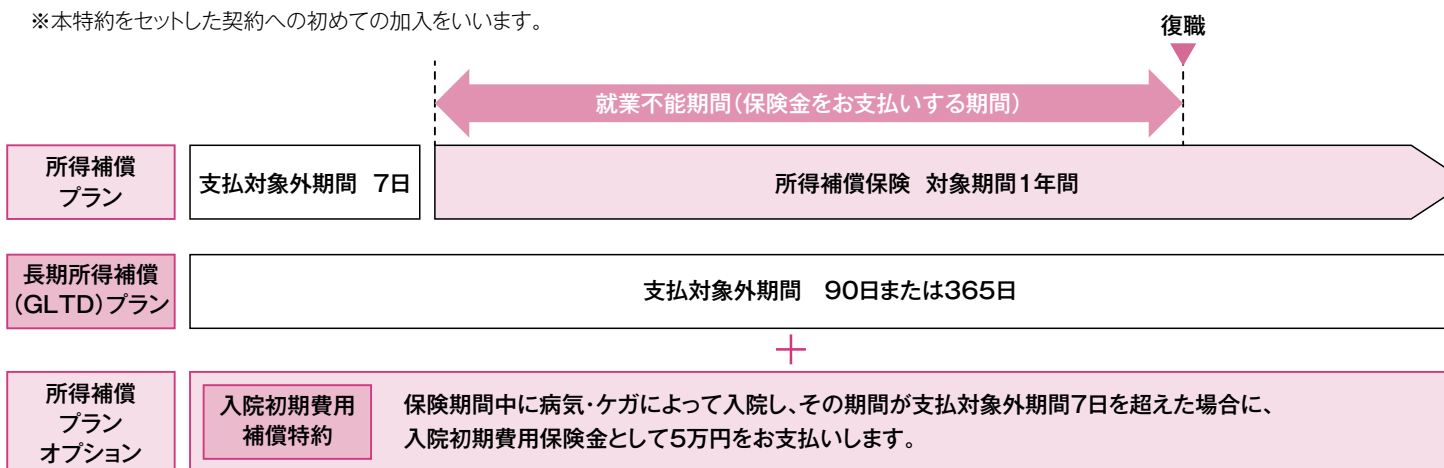 ※本特約をセットした契約への初めての加入をいいます。
復職
就業不能期間(保険金をお支払いする期間)
所得補償
プラン
支払対象外期間 7日
所得補償保険 対象期間1年間
長期所得補償
(GLTD)プラン
支払対象外期間 90日または365日
+
所得補償
プラン
オプション
入院初期費用
補償特約
保険期間中に病気・ケガによって入院し、その期間が支払対象外期間7日を超えた場合に、
入院初期費用保険金として5万円をお支払いします。